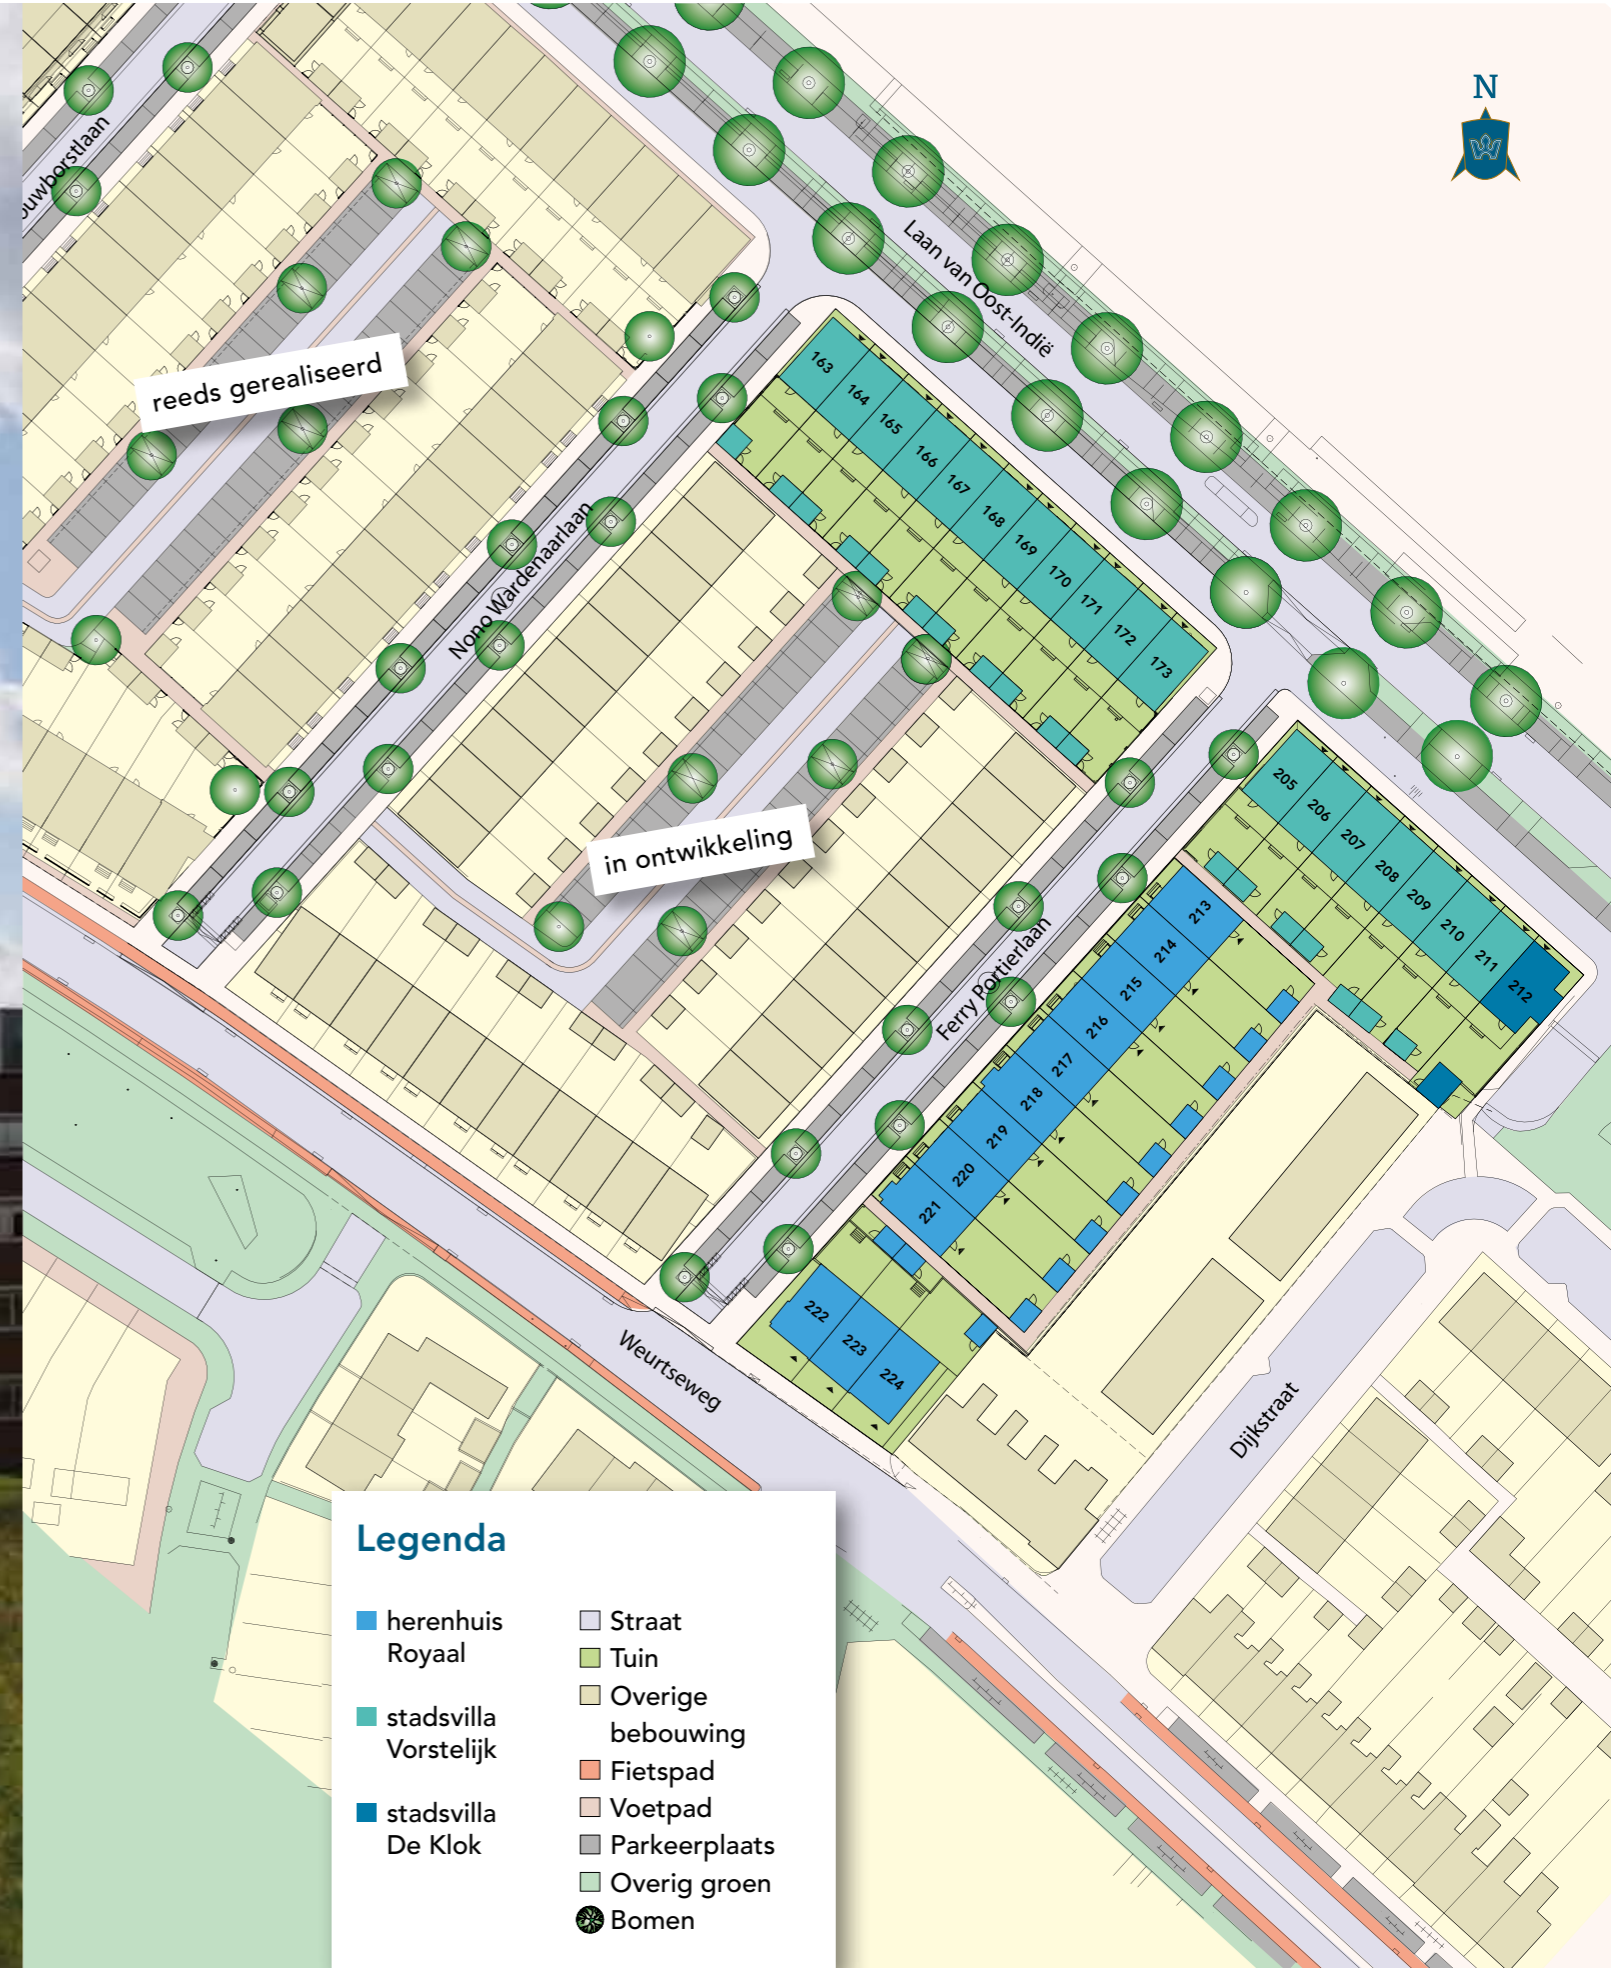 N
ouwborstlaan
Laan van Oost-Indië
reeds gerealiseerd
Nono Wardenaarlaan
163
164
165
166
167
168
169
170
171
172
173
205
206
207
208
209
210
211
212
in ontwikkeling
213
214
215
216
217
218
219
220
221
Ferry Portierlaan
222
223
224
Weurtseweg
Dijkstraat
Legenda
herenhuis
Royaal
stadsvilla
Vorstelijk
stadsvilla
De Klok
Straat
Tuin
Overige
bebouwing
Fietspad
Voetpad
Parkeerplaats
Overig groen
Bomen